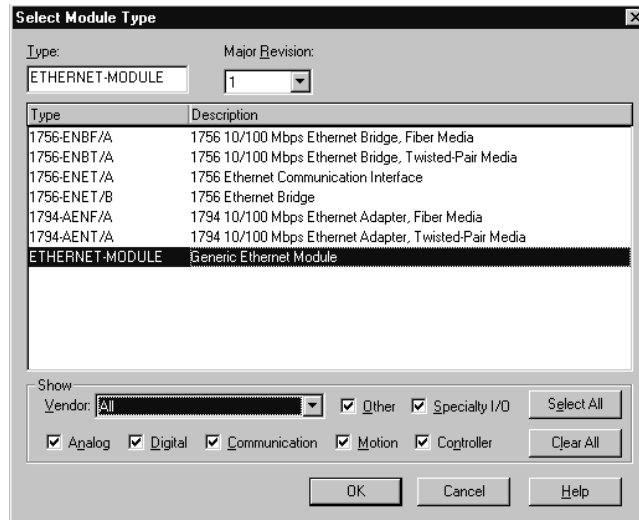 Select Module Type
Type:
Major Revision:
ETHERNET-MODULE
1
Type Description
1756-ENBF/A 1756 10/100 Mbps Ethernet Bridge, Fiber Media
1756-ENBT/A 1756 10/100 Mbps Ethernet Bridge, Twisted-Pair Media
1756-ENET/A 1756 Ethernet Communication Interface
1756-ENET/B 1756 Ethernet Bridge
1794-AENF/A 1794 10/100 Mbps Ethernet Adapter, Fiber Media
1794-AENT/A 1794 10/100 Mbps Ethernet Adapter, Twisted-Pair Media
ETHERNET-MODULE Generic Ethernet Module
Show
Vendor: All Other Specialty I/O Select All
Analog Digital Communication Motion Controller Clear All
OK Cancel Help